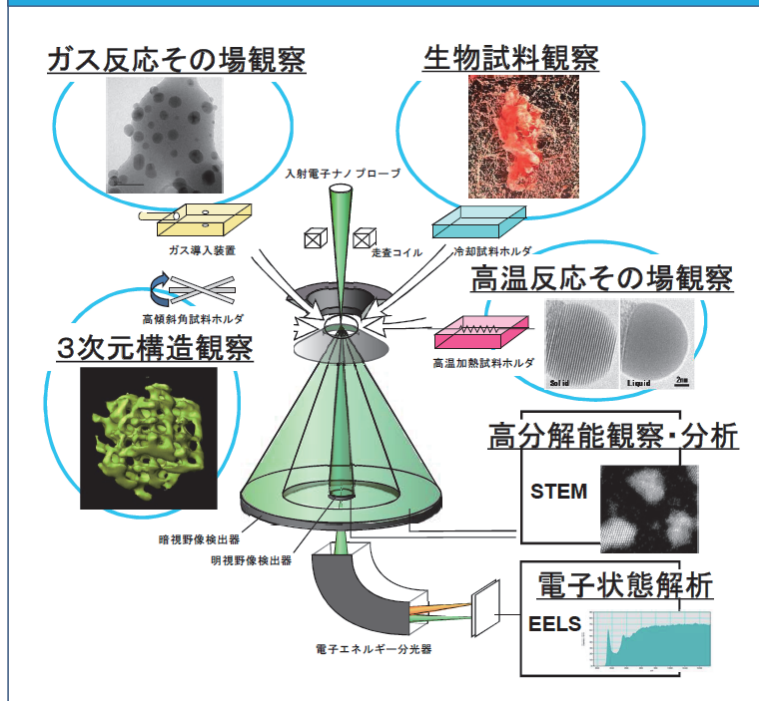 ガス反応その場観察
生物試料観察
入射電子ナノプローブ
ガス導入装置
走査コイル
冷却試料ホルダ
高傾斜角試料ホルダ
高温反応その場観察
3次元構造観察
高温加熱試料ホルダ
Solid
Liquid
2nm
高分解能観察・分析
STEM
暗視野像検出器
明視野像検出器
電子状態解析
EELS
電子エネルギー分光器